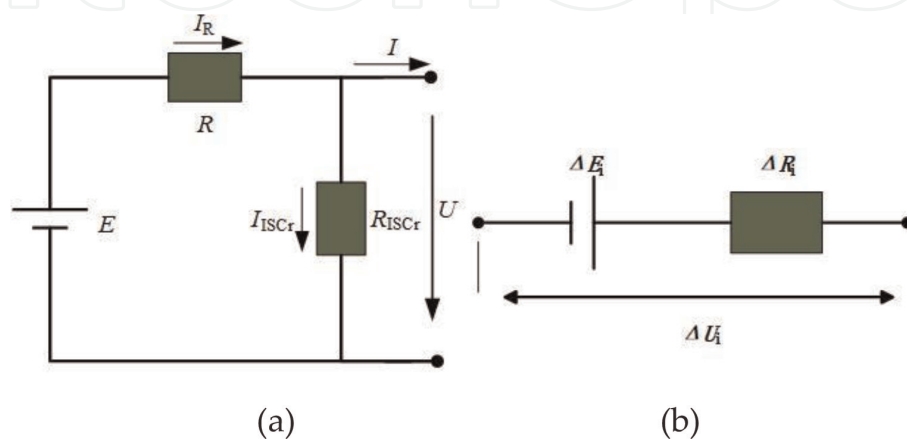 I_R
I
R
E
I_ISCr
R_ISCr
U
ΔE_i
ΔR_i
ΔU_i
(a)
(b)